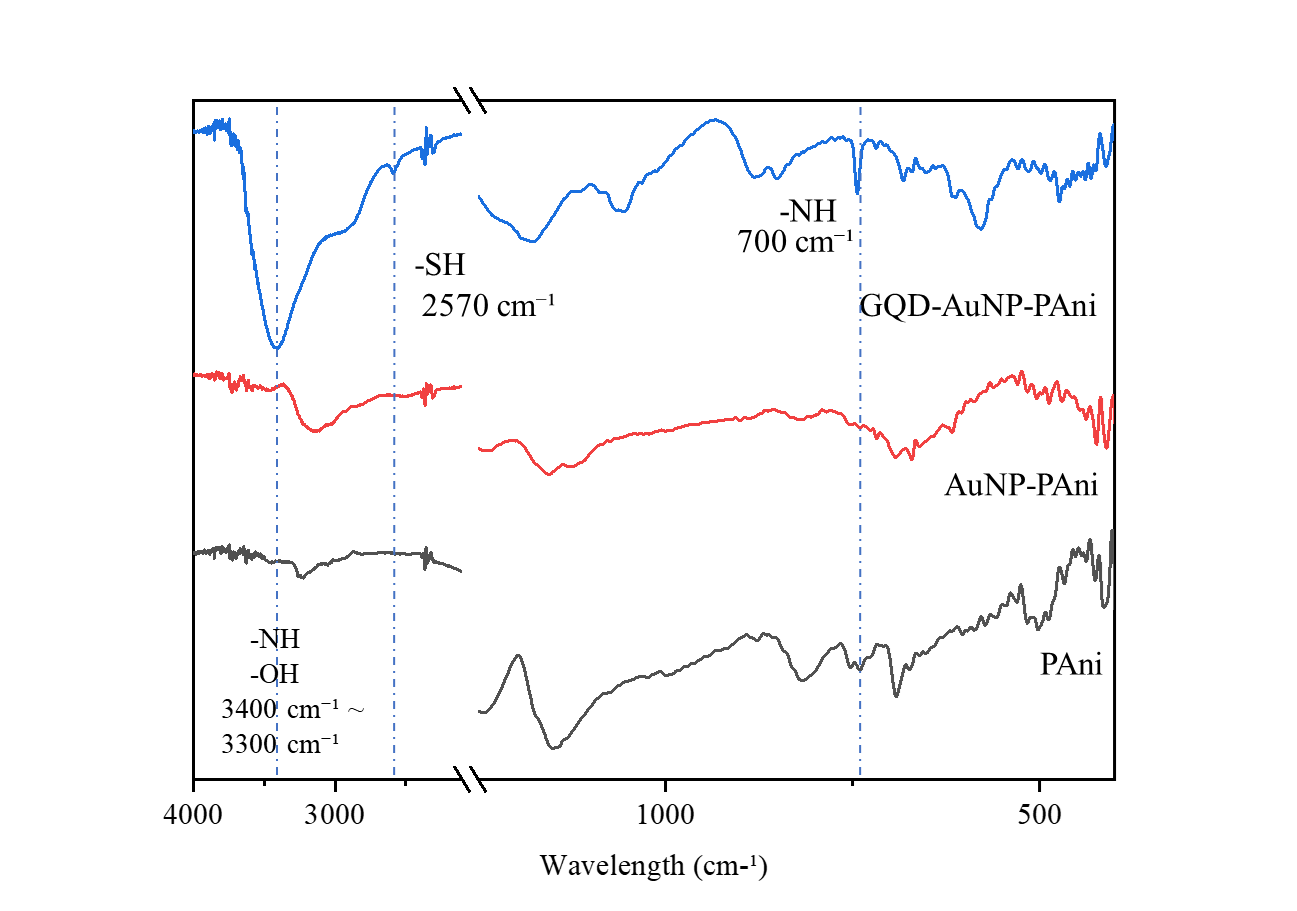 -NH
700 cm⁻¹
-SH
2570 cm⁻¹
GQD-AuNP-PAni
AuNP-PAni
PAni
-NH
-OH
3400 cm⁻¹ ~
3300 cm⁻¹
4000 3000 1000 500
Wavelength (cm-¹)